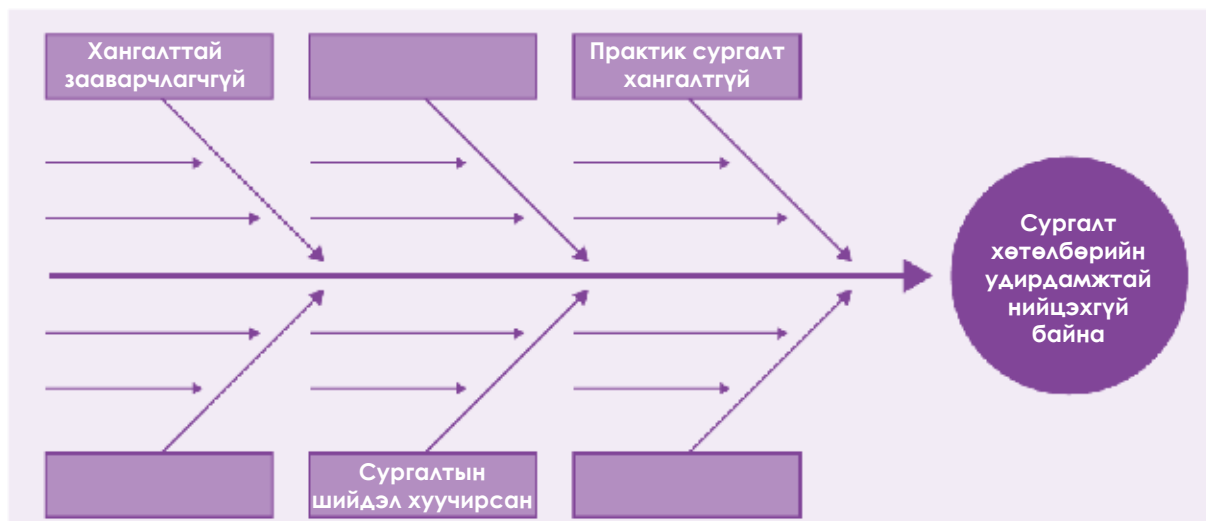 Хангалттай
зааварчлагчгүй
Практик сургалт
хангалтгүй
Сургалт
хөтөлбөрийн
удирдамжтай
нийцэхгүй
байна
Сургалтын
шийдэл хуучирсан